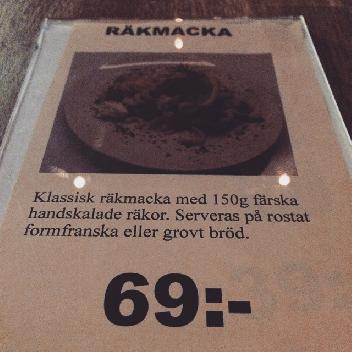 RÄKMACKA
Klassisk räkmacka med 150g färska
handskalade räkor. Serveras på rostat
formfranska eller grovt bröd.
69:-